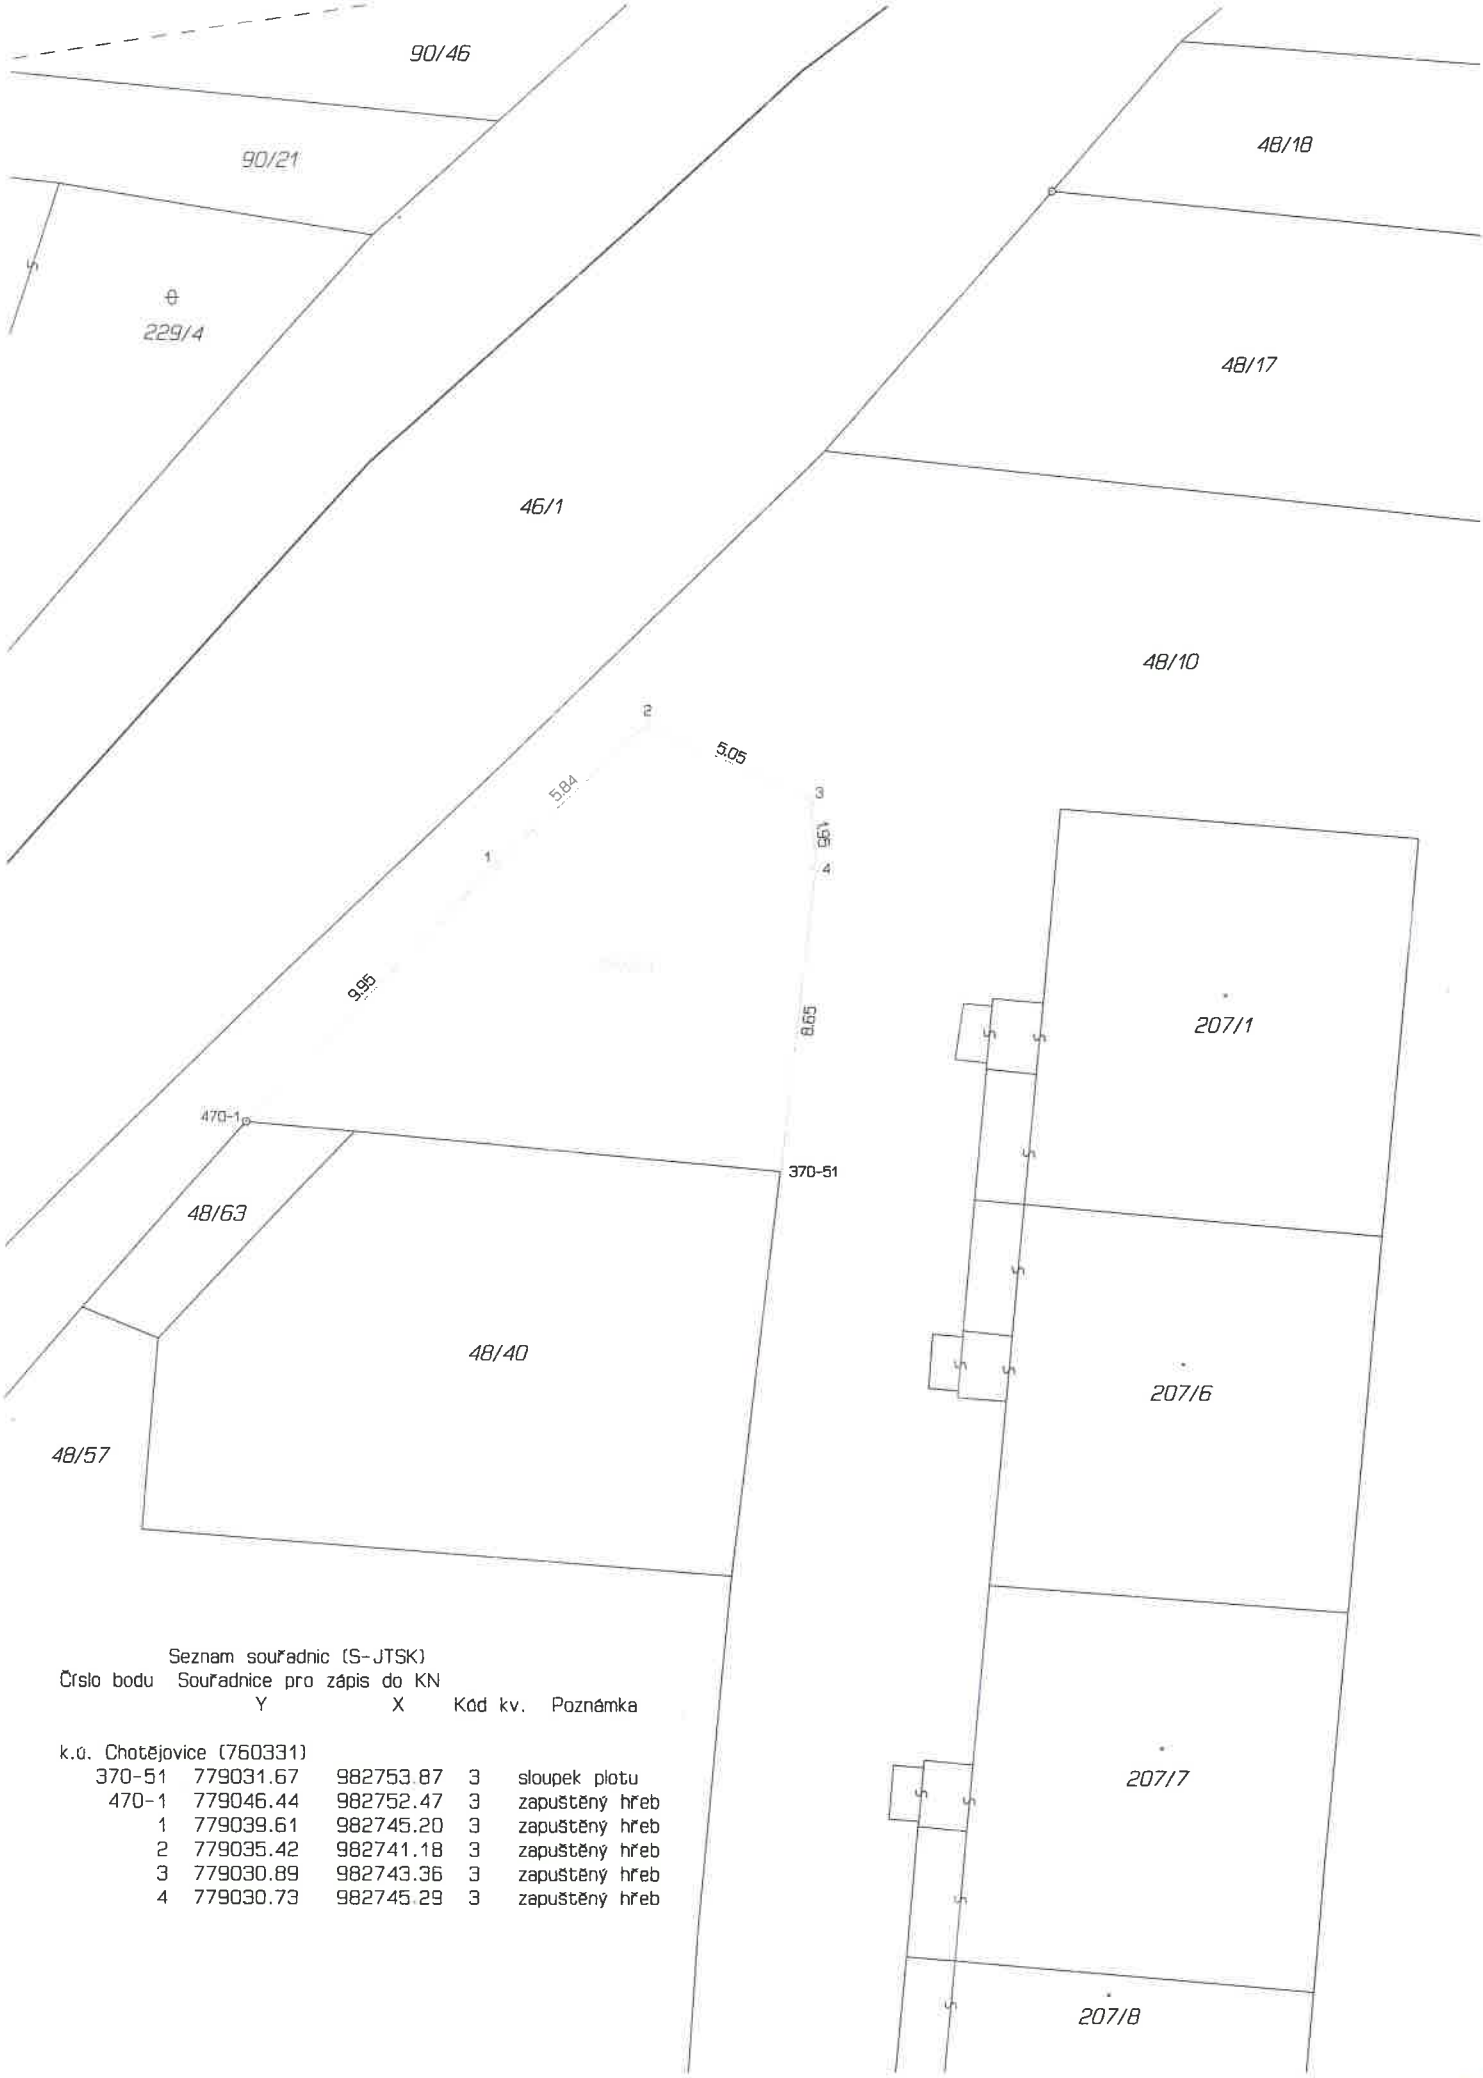 90/46
48/18
90/21
229/4
48/17
46/1
48/10
2
5.05
5.84
3
1.95
1
4
9.95
8.65
207/1
470-1
370-51
48/63
48/40
207/6
48/57
Seznam souřadnic (S-JTSK)
Číslo bodu Souřadnice pro zápis do KN
Y X Kód kv. Poznámka
k.ú. Chotějovice (760331)
370-51 779031.67 982753.87 3 sloupek plotu
470-1 779046.44 982752.47 3 zapuštěný hřeb
1 779039.61 982745.20 3 zapuštěný hřeb
2 779035.42 982741.18 3 zapuštěný hřeb
3 779030.89 982743.36 3 zapuštěný hřeb
4 779030.73 982745.29 3 zapuštěný hřeb
207/7
207/8